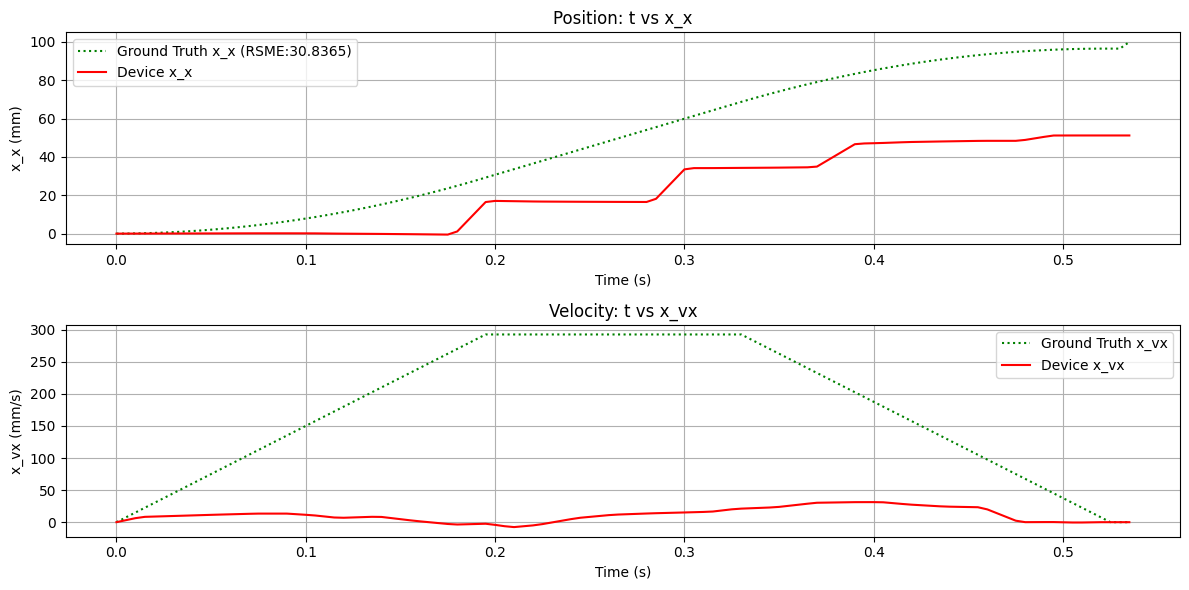 Position: t vs x_x
Ground Truth x_x (RSME:30.8365)
Device x_x
x_x (mm)
100
80
60
40
20
0
0.0 0.1 0.2 0.3 0.4 0.5
Time (s)
Velocity: t vs x_vx
Ground Truth x_vx
Device x_vx
x_vx (mm/s)
300
250
200
150
100
50
0
0.0 0.1 0.2 0.3 0.4 0.5
Time (s)